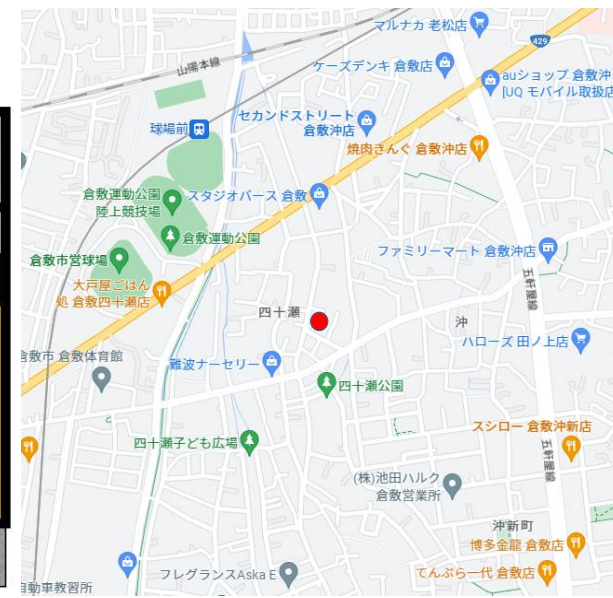 マルナカ 老松店
429
山陽本線
ケーズデンキ 倉敷店
auショップ 倉敷沖
[UQ モバイル取扱店
球場前
セカンドストリート
倉敷沖店
焼肉きんぐ 倉敷沖店
倉敷運動公園
陸上競技場
スタジオバース 倉敷
倉敷運動公園
ファミリーマート 倉敷沖店
倉敷市営球場
五軒屋線
大戸屋ごはん
処 倉敷四十瀬店
四十瀬
沖
ハローズ 田ノ上店
倉敷市 倉敷体育館
難波ナーセリー
四十瀬公園
スシロー 倉敷沖新店
四十瀬子ども広場
五軒屋線
(株)池田ハルク
倉敷営業所
沖新町
博多金龍 倉敷店
フレグランスAska E
てんぷら一代 倉敷店
自動車教習所